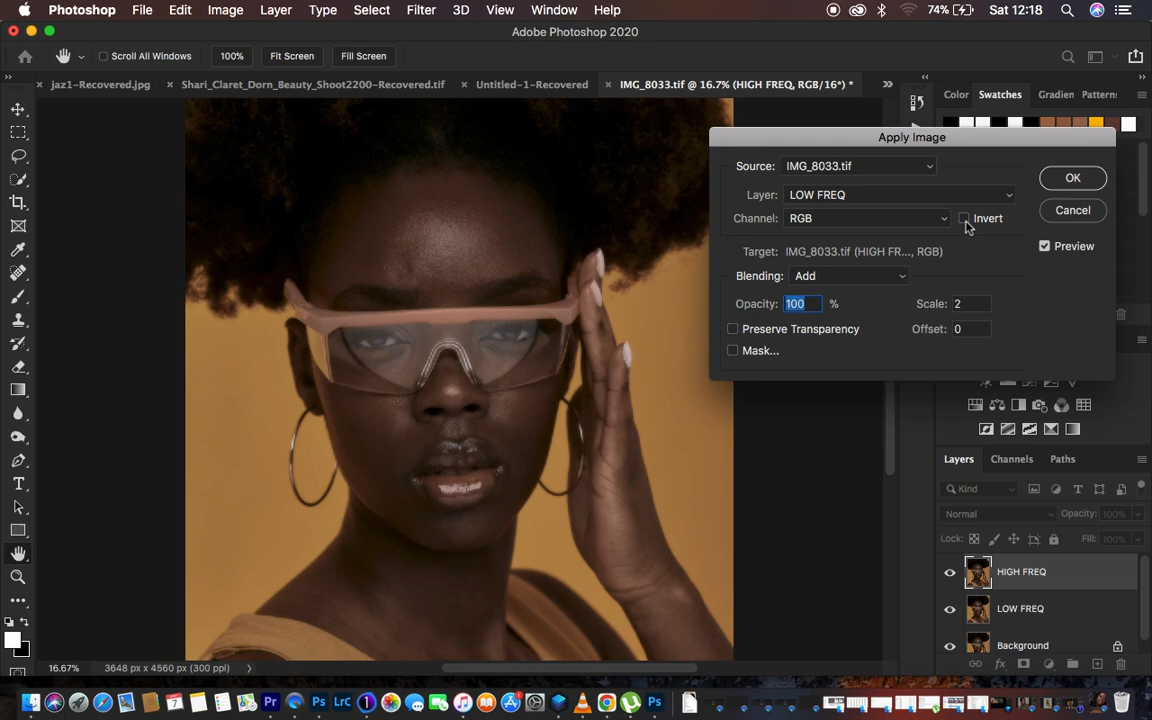 Photoshop File Edit Image Layer Type Select Filter 3D View Window Help 74% Sat 12:18
Adobe Photoshop 2020
Scroll All Windows 100% Fit Screen Fill Screen
jaz1-Recovered.jpg Shari_Claret_Dorn_Beauty_Shoot2200-Recovered.tif Untitled-1-Recovered IMG_8033.tif @ 16.7% (HIGH FREQ, RGB/16*) *
Color Swatches Gradien Pattern:
Apply Image
Source: IMG_8033.tif
OK
Layer: LOW FREQ
Cancel
Channel: RGB Invert
Preview
Target: IMG_8033.tif (HIGH FR..., RGB)
Blending: Add
Opacity: 100 % Scale: 2
Preserve Transparency Offset: 0
Mask...
Layers Channels Paths
Kind
Normal Opacity: 100%
Lock: Fill: 100%
HIGH FREQ
LOW FREQ
Background
16.67% 3648 px x 4560 px (300 ppi)
Pr Ps LrC Ps